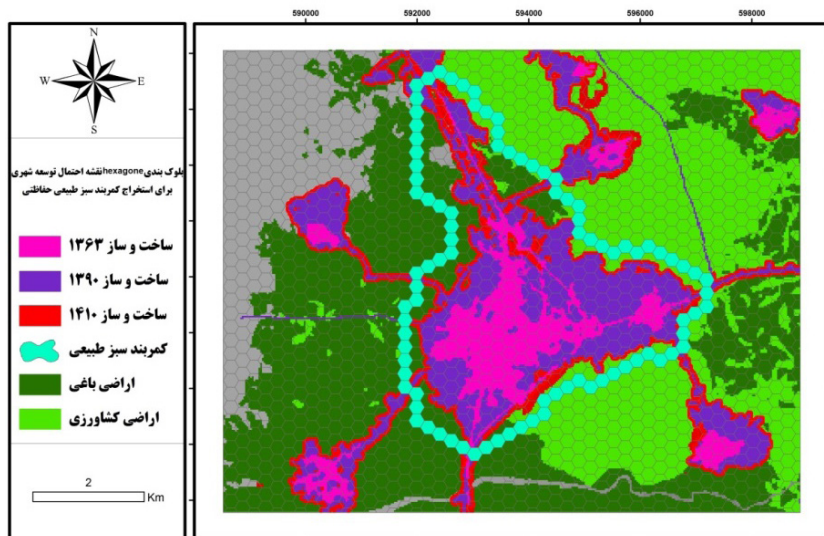 590000 592000 594000 596000 598000
N
W E
S
بلوک بندی hexagone نقشه احتمال توسعه شهری
برای استخراج کمربند سبز طبیعی حفاظتی
ساخت و ساز ۱۳۶۳
ساخت و ساز ۱۳۹۰
ساخت و ساز ۱۴۱۰
کمربند سبز طبیعی
اراضی باغی
اراضی کشاورزی
2
Km